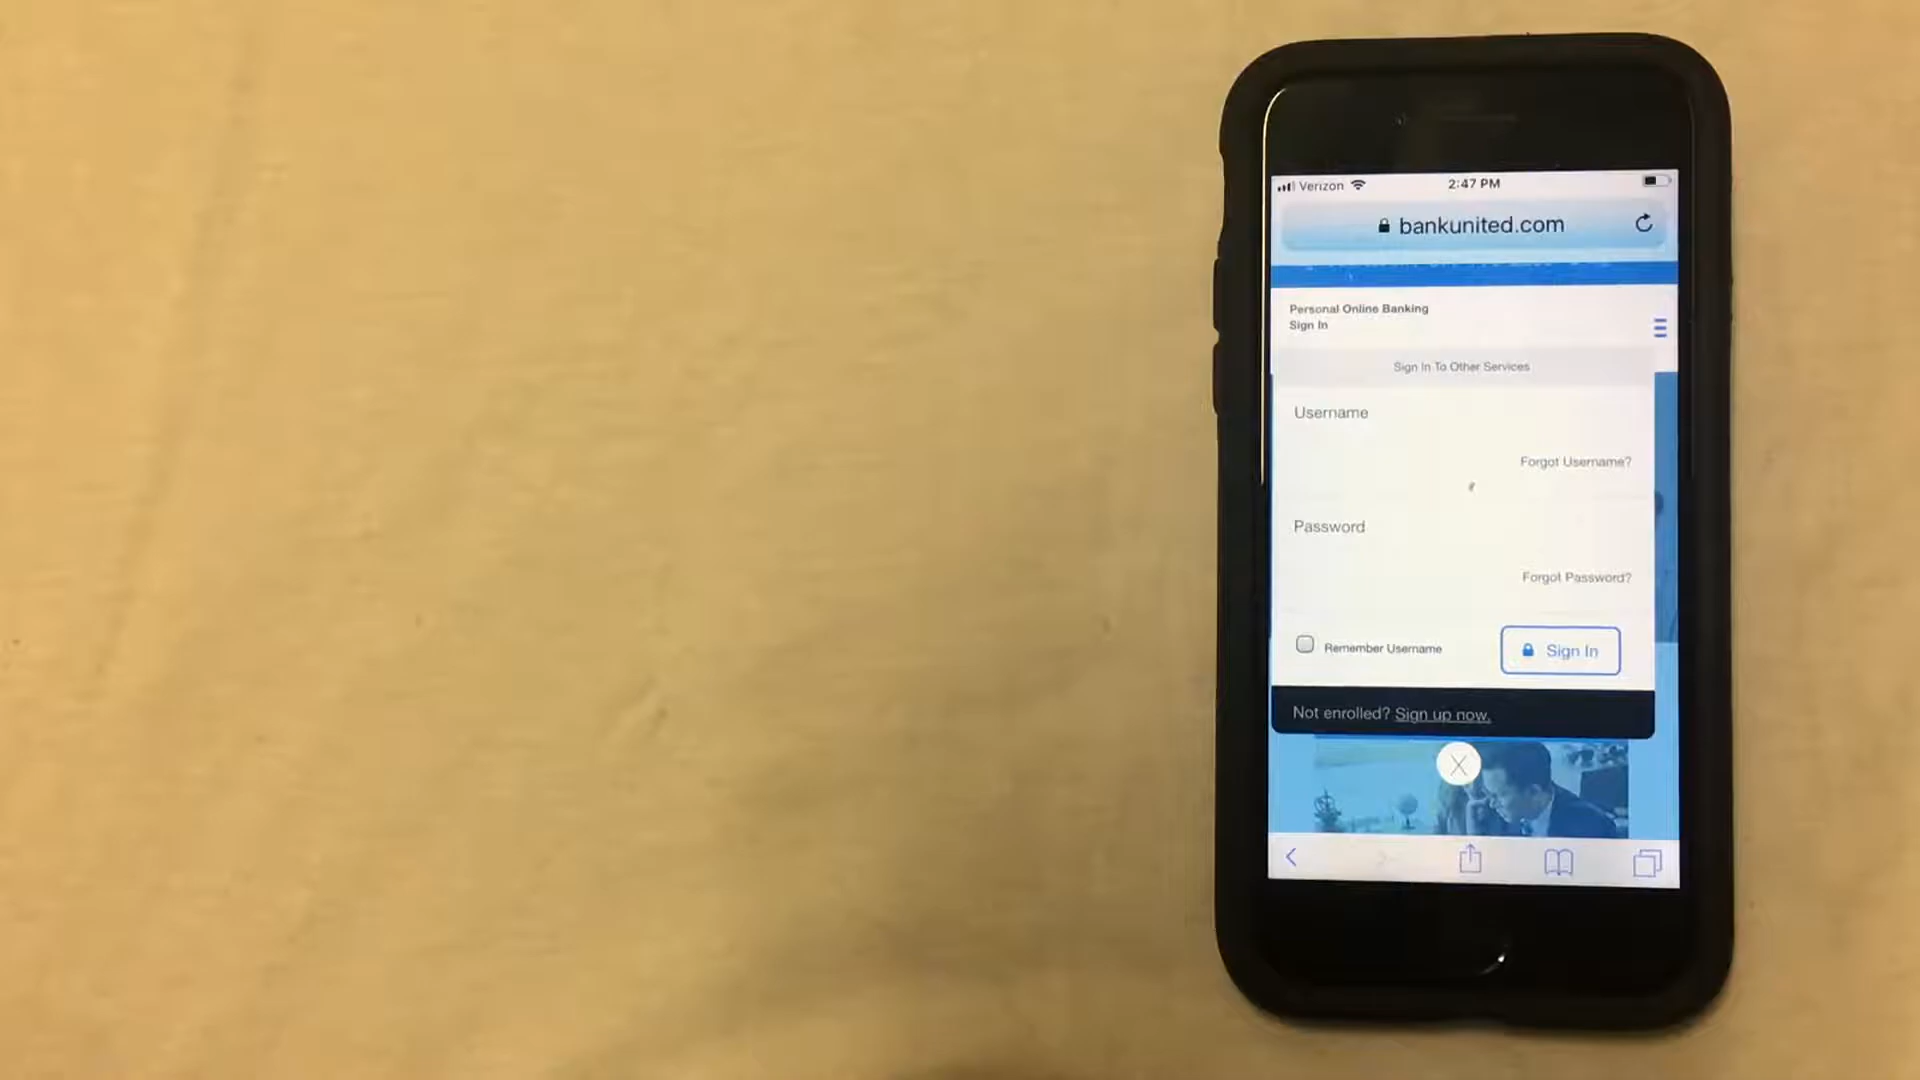 Verizon 2:47 PM
bankunited.com
Personal Online Banking
Sign In
Sign In To Other Services
Username
Forgot Username?
Password
Forgot Password?
Remember Username
Sign In
Not enrolled? Sign up now.
X